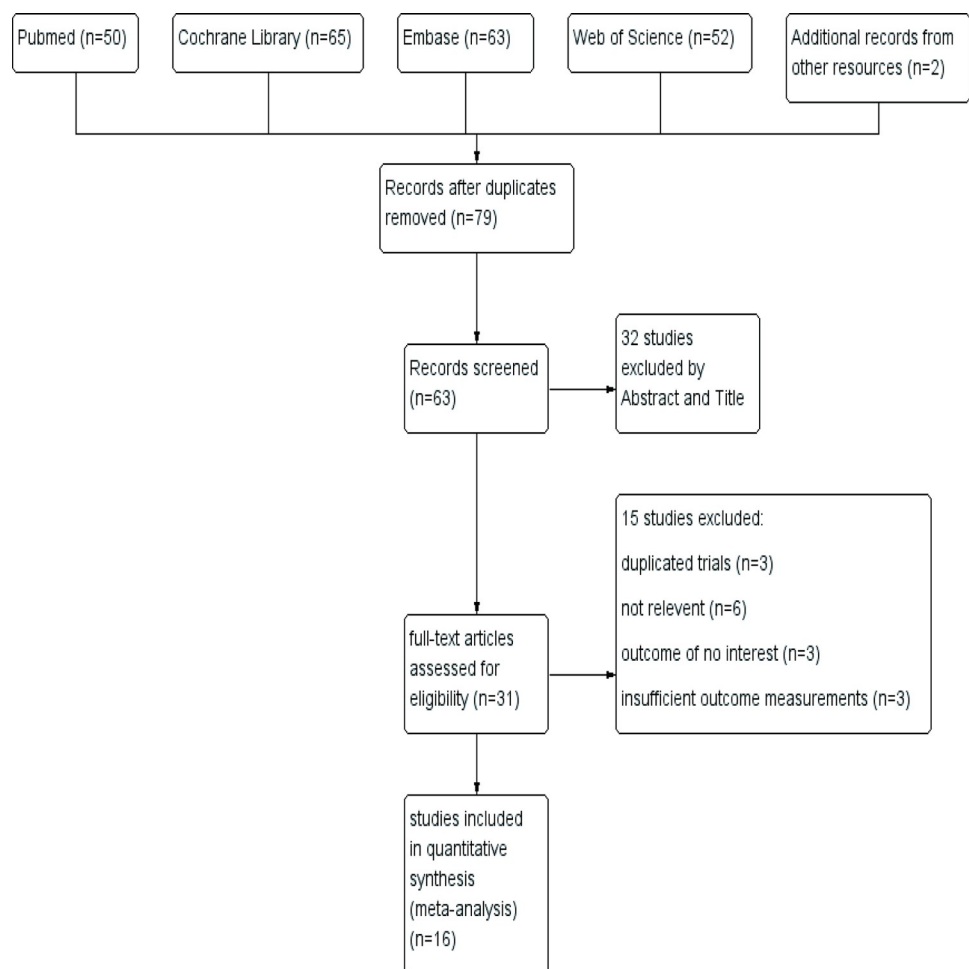 Pubmed (n=50)
Cochrane Library (n=65)
Embase (n=63)
Web of Science (n=52)
Additional records from
other resources (n=2)
Records after duplicates
removed (n=79)
Records screened
(n=63)
32 studies
excluded by
Abstract and Title
15 studies excluded:
duplicated trials (n=3)
not relevent (n=6)
outcome of no interest (n=3)
insufficient outcome measurements (n=3)
full-text articles
assessed for
eligibility (n=31)
studies included
in quantitative
synthesis
(meta-analysis)
(n=16)